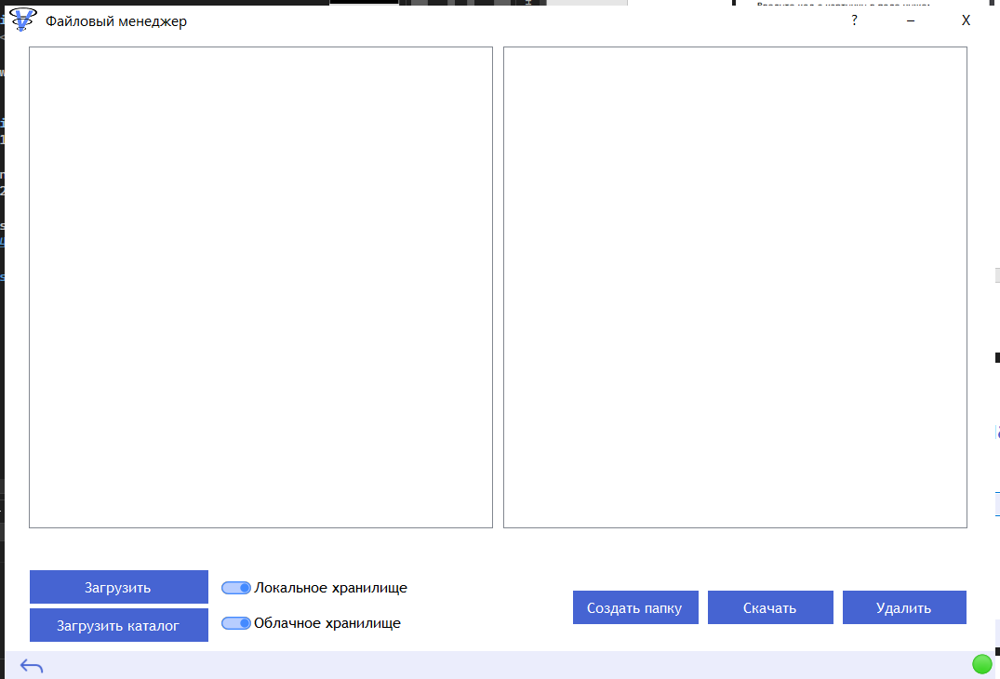 Файловый менеджер
?
–
X
Загрузить
Локальное хранилище
Загрузить каталог
Облачное хранилище
Создать папку
Скачать
Удалить